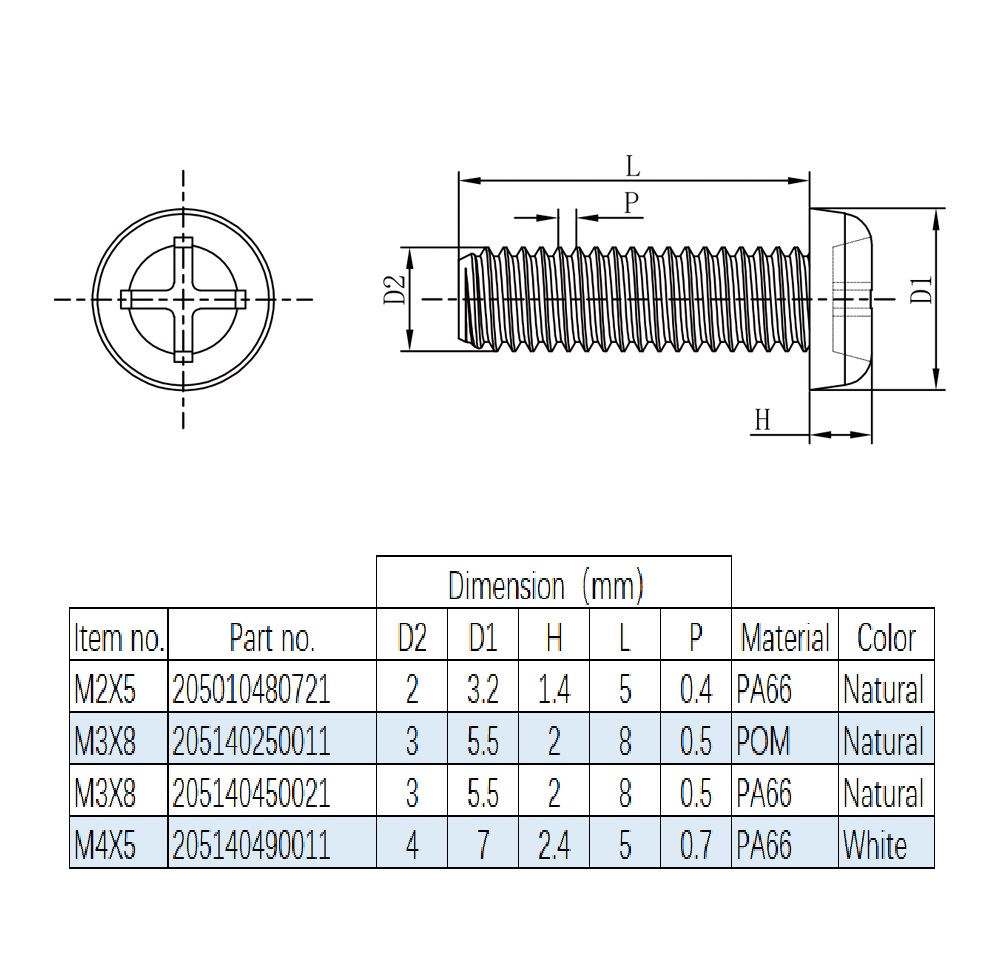 L
P
D2
D1
H
Dimension (mm)
Item no. Part no. D2 D1 H L P Material Color
M2X5 205010480721 2 3.2 1.4 5 0.4 PA66 Natural
M3X8 205140250011 3 5.5 2 8 0.5 POM Natural
M3X8 205140450021 3 5.5 2 8 0.5 PA66 Natural
M4X5 205140490011 4 7 2.4 5 0.7 PA66 White